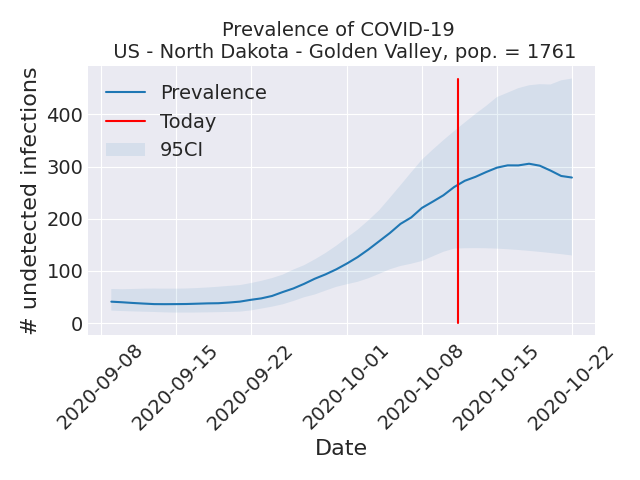 Prevalence of COVID-19
US - North Dakota - Golden Valley, pop. = 1761
# undetected infections
400
300
200
100
0
Prevalence
Today
95CI
2020-09-08
2020-09-15
2020-09-22
2020-10-01
2020-10-08
2020-10-15
2020-10-22
Date